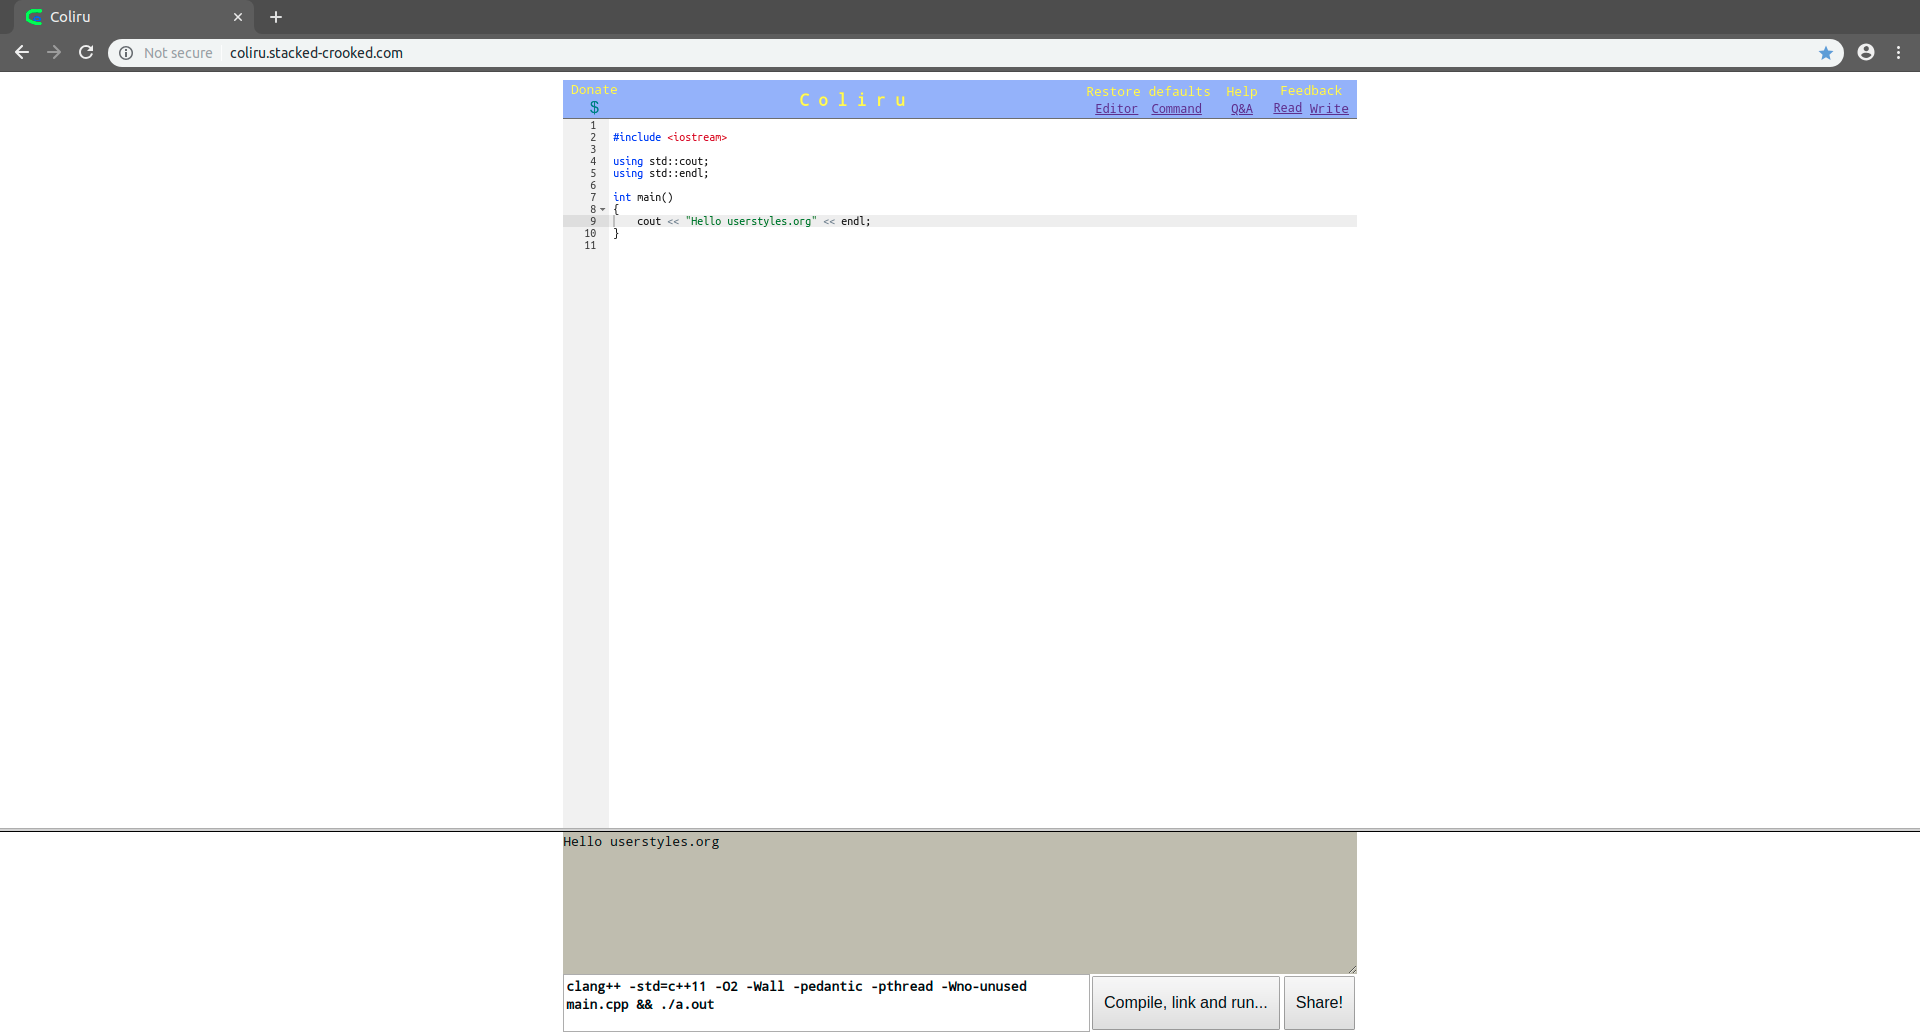 Coliru
Not secure
coliru.stacked-crooked.com
Donate
$
Coliru
Restore defaults
Editor Command
Help
Q&A
Feedback
Read Write
1
2 #include <iostream>
3
4 using std::cout;
5 using std::endl;
6
7 int main()
8 {
9 cout << "Hello userstyles.org" << endl;
10 }
11
Hello userstyles.org
clang++ -std=c++11 -O2 -Wall -pedantic -pthread -Wno-unused
main.cpp && ./a.out
Compile, link and run...
Share!